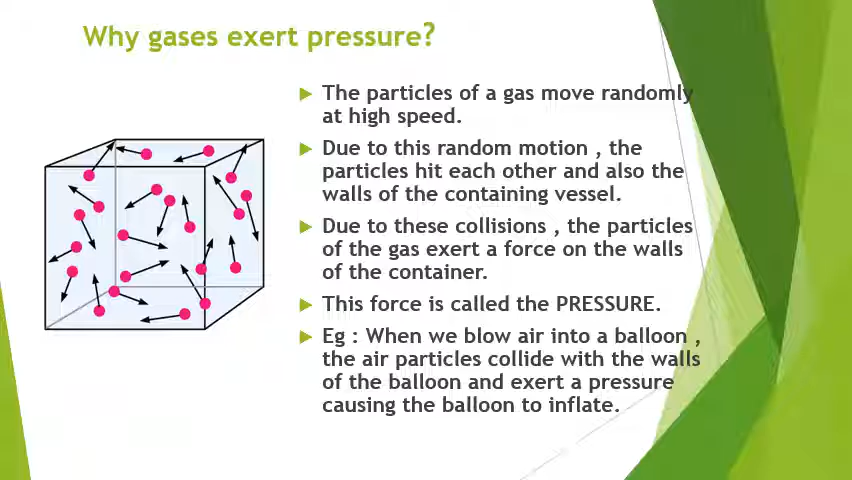 Why gases exert pressure?
The particles of a gas move randomly
at high speed.
Due to this random motion , the
particles hit each other and also the
walls of the containing vessel.
Due to these collisions , the particles
of the gas exert a force on the walls
of the container.
This force is called the PRESSURE.
Eg : When we blow air into a balloon ,
the air particles collide with the walls
of the balloon and exert a pressure
causing the balloon to inflate.